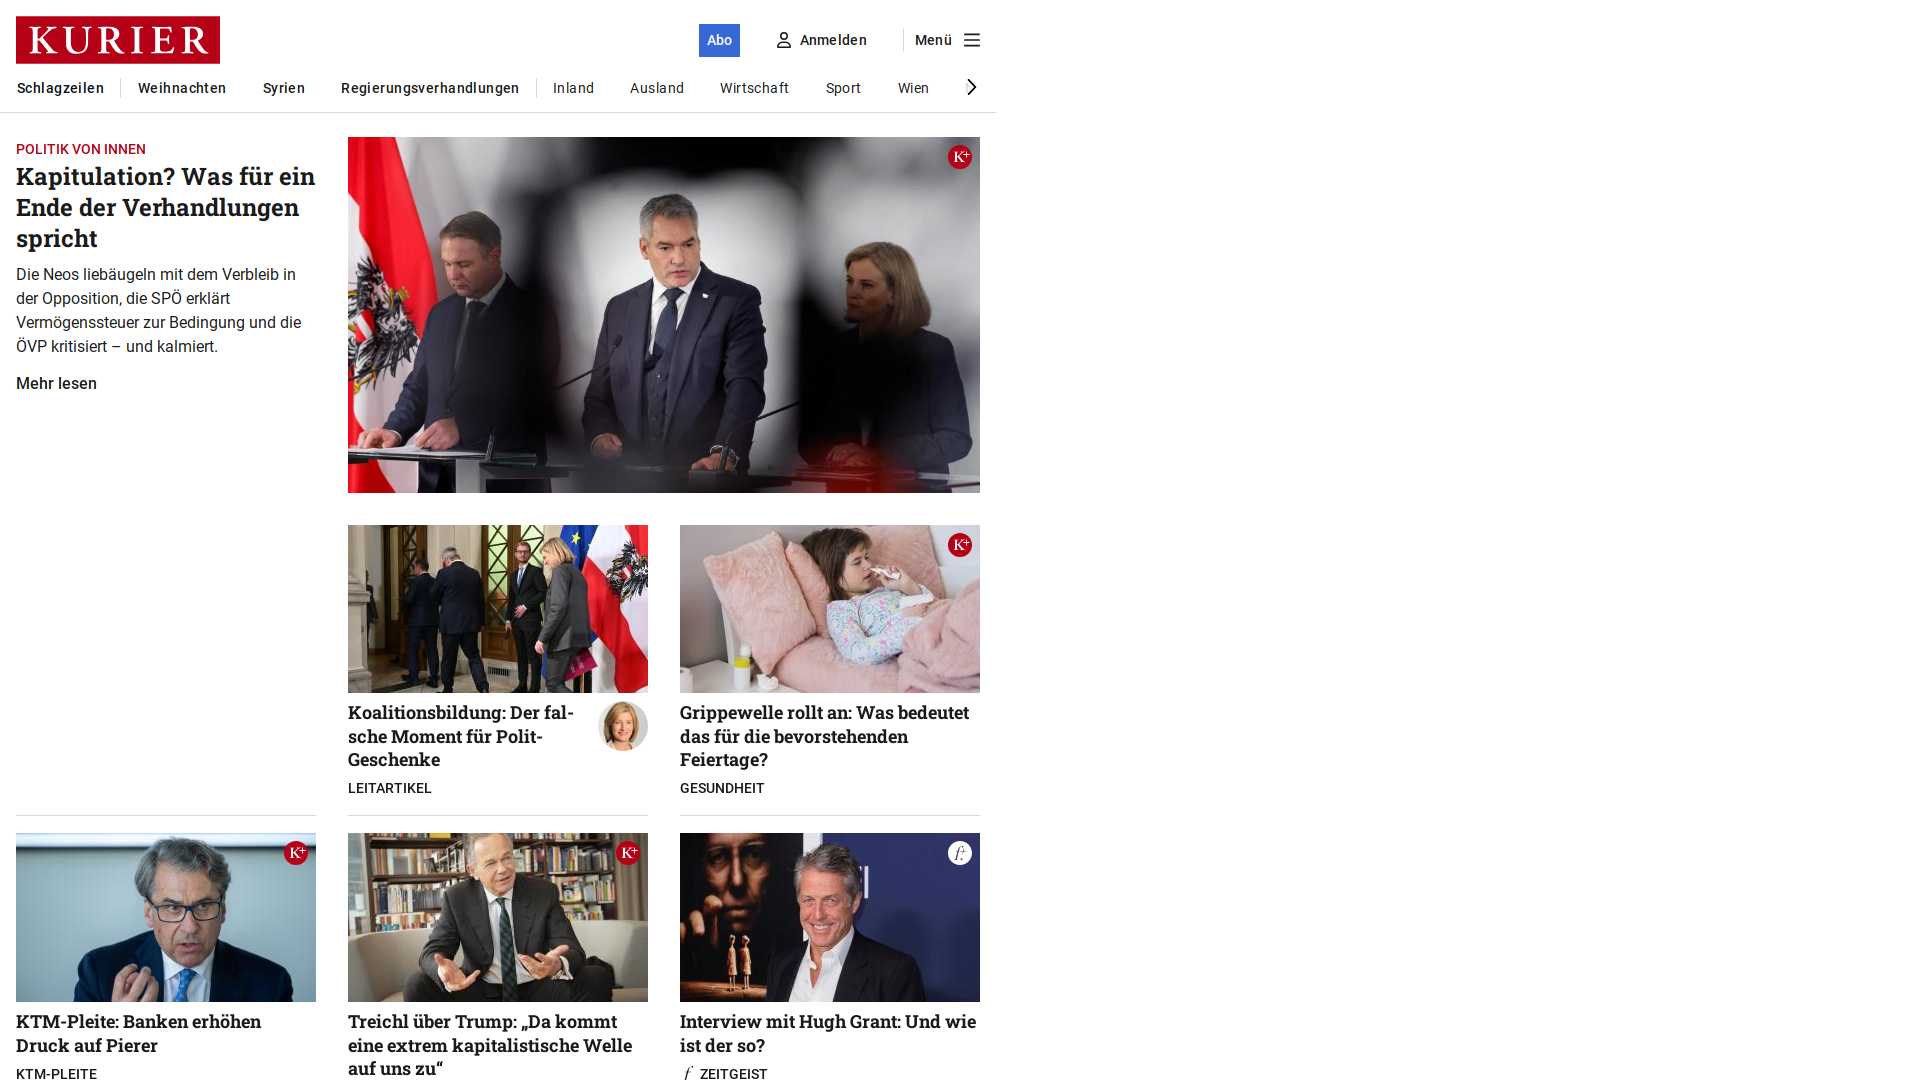 KURIER
Abo
Anmelden
Menü
Schlagzeilen
Weihnachten
Syrien
Regierungsverhandlungen
Inland
Ausland
Wirtschaft
Sport
Wien
POLITIK VON INNEN
Kapitulation? Was für ein
Ende der Verhandlungen
spricht
Die Neos liebäugeln mit dem Verbleib in
der Opposition, die SPÖ erklärt
Vermögenssteuer zur Bedingung und die
ÖVP kritisiert – und kalmiert.
Mehr lesen
K+
K+
Koalitionsbildung: Der fal-
sche Moment für Polit-
Geschenke
LEITARTIKEL
Grippewelle rollt an: Was bedeutet
das für die bevorstehenden
Feiertage?
GESUNDHEIT
K+
KTM-Pleite: Banken erhöhen
Druck auf Pierer
KTM-PLEITE
K+
Treichl über Trump: „Da kommt
eine extrem kapitalistische Welle
auf uns zu“
f+
Interview mit Hugh Grant: Und wie
ist der so?
f ZEITGEIST